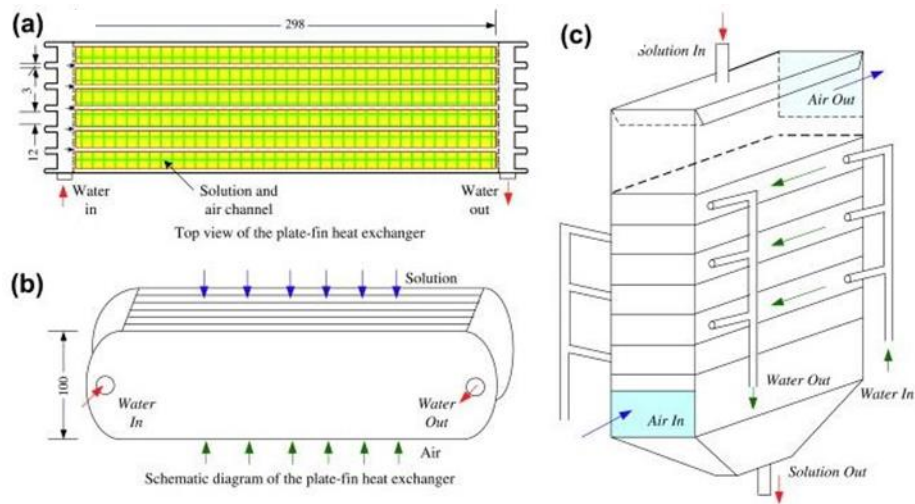 (a)
298
2
3
12
Water
in
Solution and
air channel
Water
out
Top view of the plate-fin heat exchanger
(b)
Solution
100
Water
In
Water
Out
Air
Schematic diagram of the plate-fin heat exchanger
(c)
Solution In
Air Out
Water Out
Water In
Air In
Solution Out